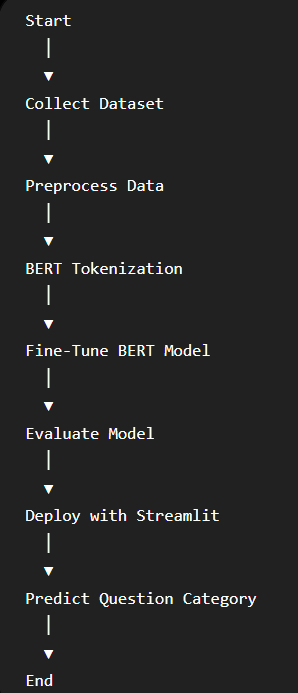 Start
│
▼
Collect Dataset
│
▼
Preprocess Data
│
▼
BERT Tokenization
│
▼
Fine-Tune BERT Model
│
▼
Evaluate Model
│
▼
Deploy with Streamlit
│
▼
Predict Question Category
│
▼
End